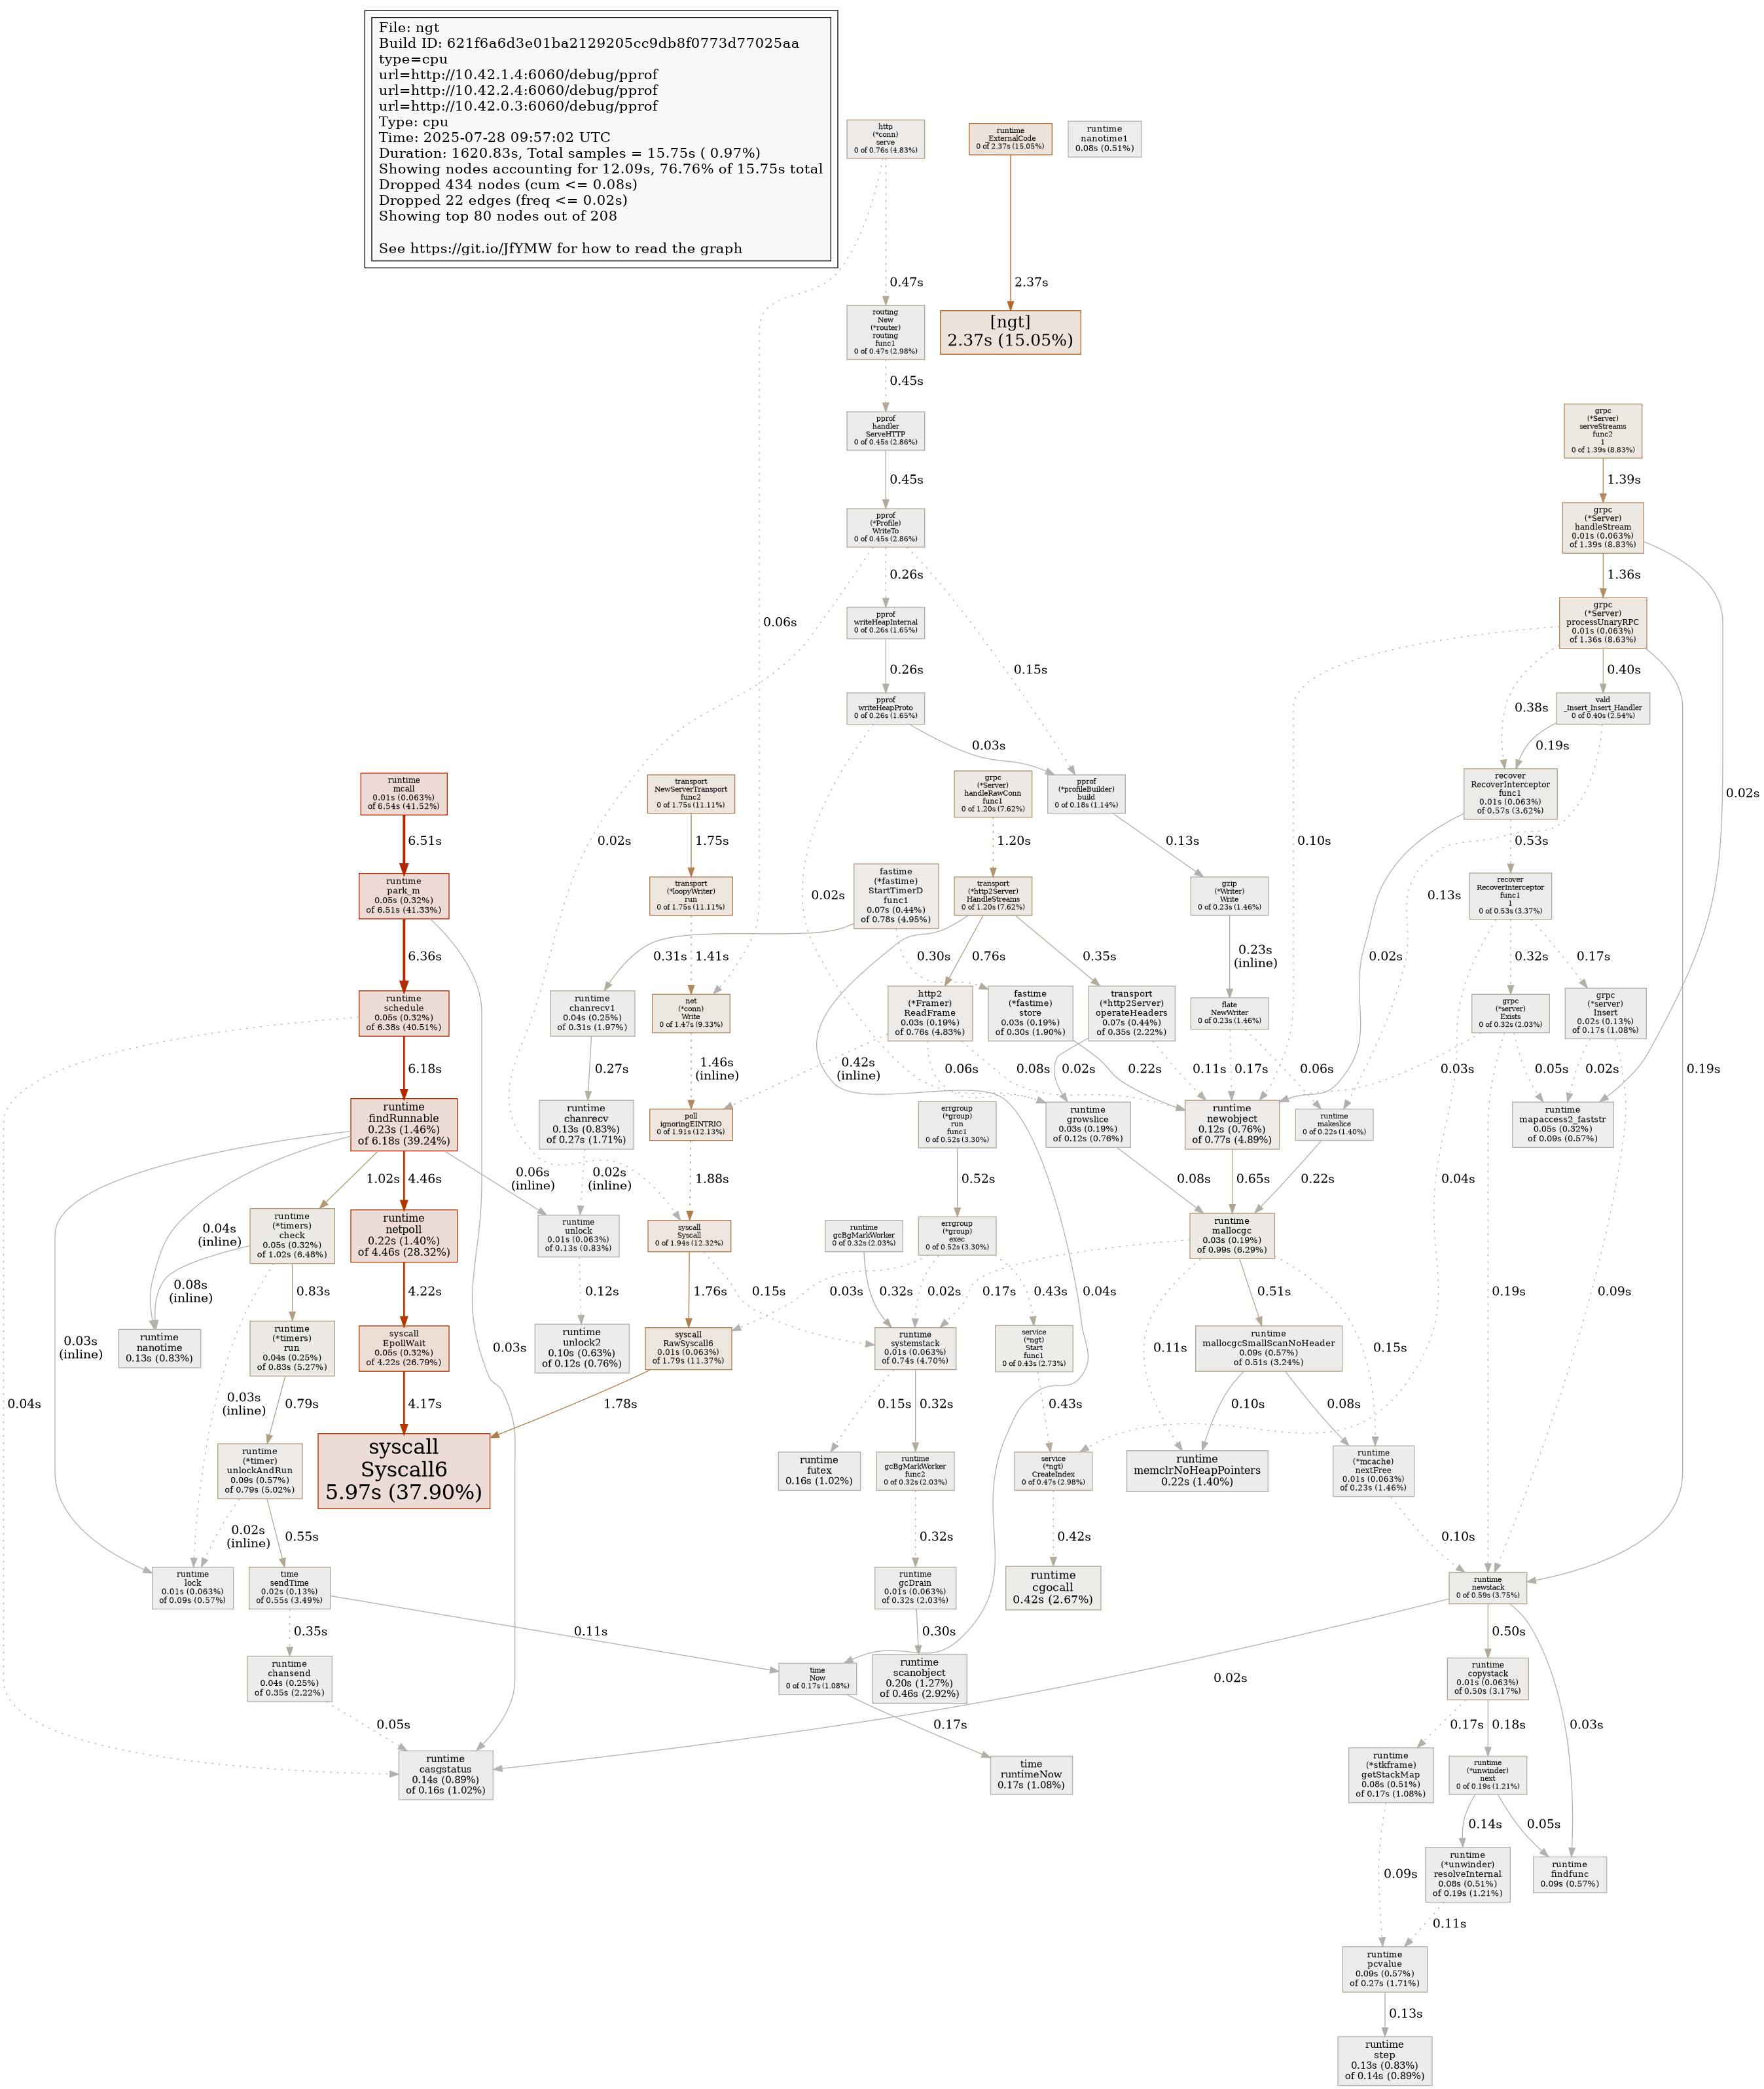 File: ngt
Build ID: 621f6a6d3e01ba2129205cc9db8f0773d77025aa
type=cpu
url=http://10.42.1.4:6060/debug/pprof
url=http://10.42.2.4:6060/debug/pprof
url=http://10.42.0.3:6060/debug/pprof
Type: cpu
Time: 2025-07-28 09:57:02 UTC
Duration: 1620.83s, Total samples = 15.75s ( 0.97%)
Showing nodes accounting for 12.09s, 76.76% of 15.75s total
Dropped 434 nodes (cum <= 0.08s)
Dropped 22 edges (freq <= 0.02s)
Showing top 80 nodes out of 208
See https://git.io/JfYMW for how to read the graph
http
(*conn)
serve
0 of 0.76s (4.83%)
runtime
_ExternalCode
0 of 2.37s (15.05%)
runtime
nanotime1
0.08s (0.51%)
0.47s
2.37s
routing
New
(*router)
routing
func1
0 of 0.47s (2.98%)
[ngt]
2.37s (15.05%)
0.45s
pprof
handler
ServeHTTP
0 of 0.45s (2.86%)
grpc
(*Server)
serveStreams
func2
1
0 of 1.39s (8.83%)
0.45s
1.39s
pprof
(*Profile)
WriteTo
0 of 0.45s (2.86%)
grpc
(*Server)
handleStream
0.01s (0.063%)
of 1.39s (8.83%)
0.26s
1.36s
0.06s
pprof
writeHeapInternal
0 of 0.26s (1.65%)
grpc
(*Server)
processUnaryRPC
0.01s (0.063%)
of 1.36s (8.63%)
0.26s
0.15s
0.40s
pprof
writeHeapProto
0 of 0.26s (1.65%)
0.38s
vald
_Insert_Insert_Handler
0 of 0.40s (2.54%)
0.03s
0.19s
runtime
mcall
0.01s (0.063%)
of 6.54s (41.52%)
transport
NewServerTransport
func2
0 of 1.75s (11.11%)
grpc
(*Server)
handleRawConn
func1
0 of 1.20s (7.62%)
pprof
(*profileBuilder)
build
0 of 0.18s (1.14%)
recover
RecoverInterceptor
func1
0.01s (0.063%)
of 0.57s (3.62%)
0.02s
6.51s
0.02s
1.75s
1.20s
0.13s
0.10s
0.53s
runtime
park_m
0.05s (0.32%)
of 6.51s (41.33%)
transport
(*loopyWriter)
run
0 of 1.75s (11.11%)
0.02s
fastime
(*fastime)
StartTimerD
func1
0.07s (0.44%)
of 0.78s (4.95%)
transport
(*http2Server)
HandleStreams
0 of 1.20s (7.62%)
gzip
(*Writer)
Write
0 of 0.23s (1.46%)
0.13s
recover
RecoverInterceptor
func1
1
0 of 0.53s (3.37%)
6.36s
0.31s
1.41s
0.30s
0.76s
0.35s
0.23s
(inline)
0.02s
0.32s
0.17s
runtime
schedule
0.05s (0.32%)
of 6.38s (40.51%)
runtime
chanrecv1
0.04s (0.25%)
of 0.31s (1.97%)
net
(*conn)
Write
0 of 1.47s (9.33%)
http2
(*Framer)
ReadFrame
0.03s (0.19%)
of 0.76s (4.83%)
fastime
(*fastime)
store
0.03s (0.19%)
of 0.30s (1.90%)
transport
(*http2Server)
operateHeaders
0.07s (0.44%)
of 0.35s (2.22%)
flate
NewWriter
0 of 0.23s (1.46%)
grpc
(*server)
Exists
0 of 0.32s (2.03%)
grpc
(*server)
Insert
0.02s (0.13%)
of 0.17s (1.08%)
6.18s
0.27s
1.46s
(inline)
0.42s
(inline)
0.06s
0.08s
0.02s
0.22s
0.11s
0.17s
0.06s
0.03s
0.05s
0.02s
0.19s
runtime
findRunnable
0.23s (1.46%)
of 6.18s (39.24%)
runtime
chanrecv
0.13s (0.83%)
of 0.27s (1.71%)
poll
ignoringEINTRIO
0 of 1.91s (12.13%)
errgroup
(*group)
run
func1
0 of 0.52s (3.30%)
runtime
growslice
0.03s (0.19%)
of 0.12s (0.76%)
runtime
newobject
0.12s (0.76%)
of 0.77s (4.89%)
runtime
makeslice
0 of 0.22s (1.40%)
runtime
mapaccess2_faststr
0.05s (0.32%)
of 0.09s (0.57%)
1.02s
4.46s
0.06s
(inline)
0.02s
(inline)
1.88s
0.52s
0.08s
0.65s
0.22s
0.04s
0.04s
(inline)
runtime
(*timers)
check
0.05s (0.32%)
of 1.02s (6.48%)
runtime
netpoll
0.22s (1.40%)
of 4.46s (28.32%)
runtime
unlock
0.01s (0.063%)
of 0.13s (0.83%)
syscall
Syscall
0 of 1.94s (12.32%)
runtime
gcBgMarkWorker
0 of 0.32s (2.03%)
errgroup
(*group)
exec
0 of 0.52s (3.30%)
runtime
mallocgc
0.03s (0.19%)
of 0.99s (6.29%)
0.08s
(inline)
0.83s
4.22s
0.12s
1.76s
0.15s
0.32s
0.03s
0.02s
0.43s
0.17s
0.04s
0.51s
0.19s
0.09s
0.03s
(inline)
runtime
nanotime
0.13s (0.83%)
runtime
(*timers)
run
0.04s (0.25%)
of 0.83s (5.27%)
syscall
EpollWait
0.05s (0.32%)
of 4.22s (26.79%)
0.03s
runtime
unlock2
0.10s (0.63%)
of 0.12s (0.76%)
syscall
RawSyscall6
0.01s (0.063%)
of 1.79s (11.37%)
runtime
systemstack
0.01s (0.063%)
of 0.74s (4.70%)
service
(*ngt)
Start
func1
0 of 0.43s (2.73%)
0.11s
runtime
mallocgcSmallScanNoHeader
0.09s (0.57%)
of 0.51s (3.24%)
0.15s
0.04s
0.03s
(inline)
0.79s
4.17s
1.78s
0.15s
0.32s
0.43s
0.10s
0.08s
runtime
(*timer)
unlockAndRun
0.09s (0.57%)
of 0.79s (5.02%)
syscall
Syscall6
5.97s (37.90%)
runtime
futex
0.16s (1.02%)
runtime
gcBgMarkWorker
func2
0 of 0.32s (2.03%)
service
(*ngt)
CreateIndex
0 of 0.47s (2.98%)
runtime
memclrNoHeapPointers
0.22s (1.40%)
runtime
(*mcache)
nextFree
0.01s (0.063%)
of 0.23s (1.46%)
0.02s
(inline)
0.55s
0.32s
0.42s
0.10s
runtime
lock
0.01s (0.063%)
of 0.09s (0.57%)
time
sendTime
0.02s (0.13%)
of 0.55s (3.49%)
runtime
gcDrain
0.01s (0.063%)
of 0.32s (2.03%)
runtime
cgocall
0.42s (2.67%)
runtime
newstack
0 of 0.59s (3.75%)
0.35s
0.11s
0.30s
0.50s
runtime
chansend
0.04s (0.25%)
of 0.35s (2.22%)
time
Now
0 of 0.17s (1.08%)
runtime
scanobject
0.20s (1.27%)
of 0.46s (2.92%)
0.02s
runtime
copystack
0.01s (0.063%)
of 0.50s (3.17%)
0.05s
0.17s
0.17s
0.18s
0.03s
runtime
casgstatus
0.14s (0.89%)
of 0.16s (1.02%)
time
runtimeNow
0.17s (1.08%)
runtime
(*stkframe)
getStackMap
0.08s (0.51%)
of 0.17s (1.08%)
runtime
(*unwinder)
next
0 of 0.19s (1.21%)
0.14s
0.05s
0.09s
runtime
(*unwinder)
resolveInternal
0.08s (0.51%)
of 0.19s (1.21%)
runtime
findfunc
0.09s (0.57%)
0.11s
runtime
pcvalue
0.09s (0.57%)
of 0.27s (1.71%)
0.13s
runtime
step
0.13s (0.83%)
of 0.14s (0.89%)